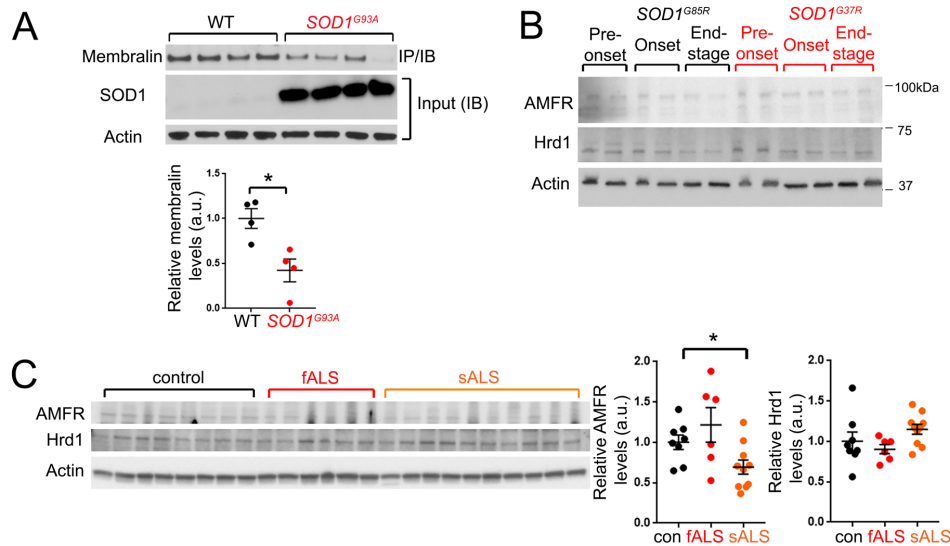 A
WT
SOD1G93A
Membralin
IP/IB
SOD1
Input (IB)
Actin
Relative membralin
levels (a.u.)
1.5
*
1.0
0.5
0.0
WT
SOD1G93A
B
SOD1G85R
SOD1G37R
Pre-
onset
Onset
End-
stage
Pre-
onset
Onset
End-
stage
AMFR
100kDa
75
Hrd1
Actin
37
C
control
fALS
sALS
AMFR
Hrd1
Actin
Relative AMFR
levels (a.u.)
2.0
*
1.5
1.0
0.5
0.0
con
fALS
sALS
Relative Hrd1
levels (a.u.)
2.0
1.5
1.0
0.5
0.0
con
fALS
sALS